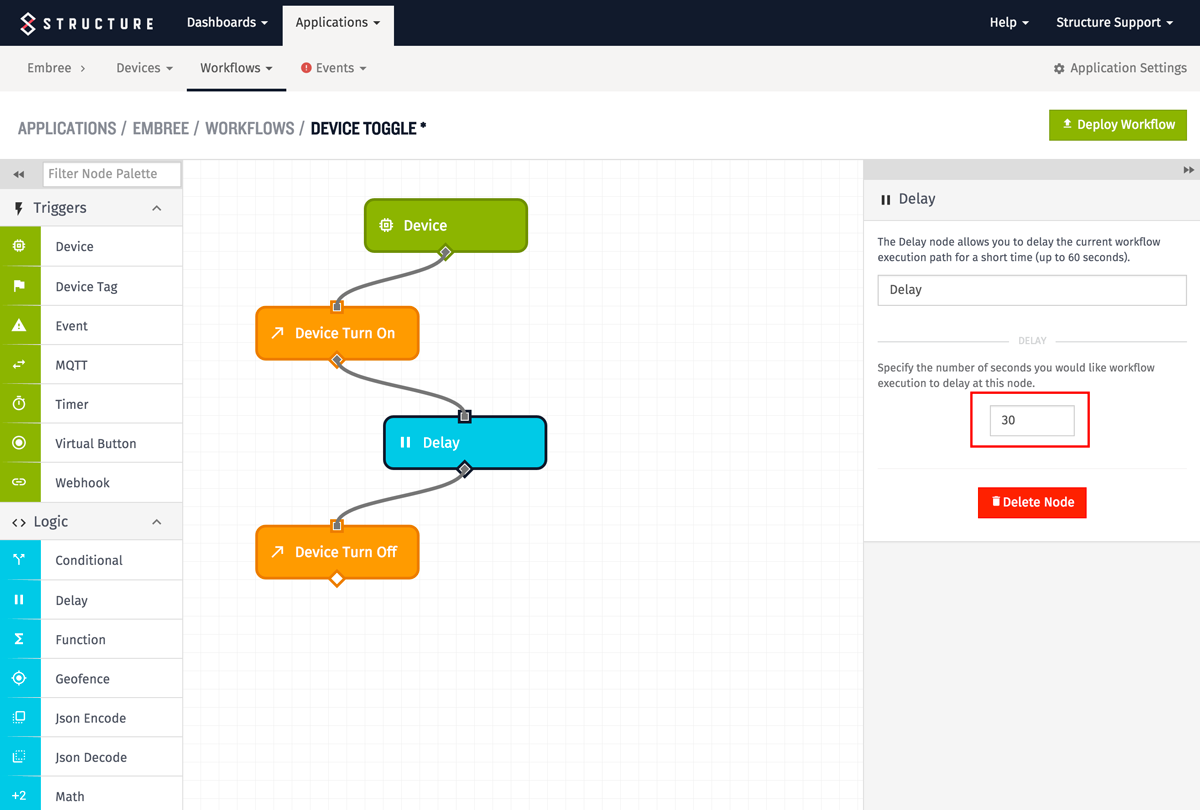 STRUCTURE
Dashboards
Applications
Help
Structure Support
Embree
Devices
Workflows
Events
Application Settings
APPLICATIONS / EMBREE / WORKFLOWS / DEVICE TOGGLE *
Deploy Workflow
Filter Node Palette
Triggers
Device
Device Tag
Event
MQTT
Timer
Virtual Button
Webhook
Logic
Conditional
Delay
Function
Geofence
Json Encode
Json Decode
+2 Math
Device
Device Turn On
Delay
Device Turn Off
Delay
The Delay node allows you to delay the current workflow
execution path for a short time (up to 60 seconds).
Delay
DELAY
Specify the number of seconds you would like workflow
execution to delay at this node.
30
Delete Node